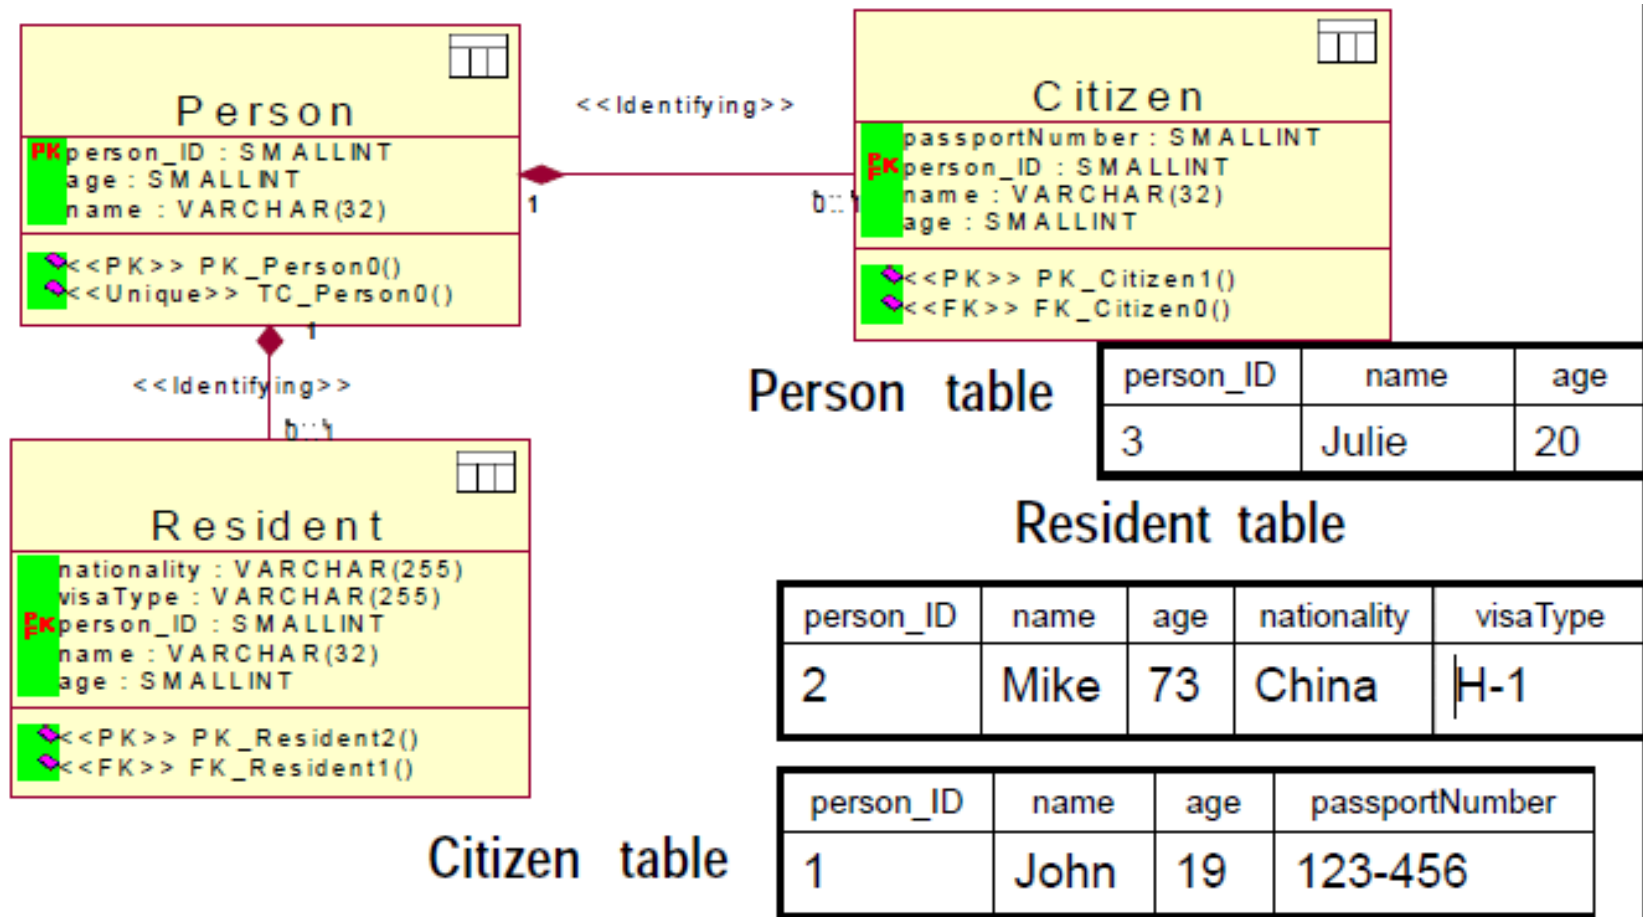 Person
PK person_ID : SMALLINT
age : SMALLINT
name : VARCHAR(32)
<<PK>> PK_Person0()
<<Unique>> TC_Person0()
<<Identifying>>
1
Citizen
passportNumber : SMALLINT
person_ID : SMALLINT
name : VARCHAR(32)
age : SMALLINT
<<PK>> PK_Citizen1()
<<FK>> FK_Citizen0()
1
<<Identifying>>
Resident
nationality : VARCHAR(255)
visaType : VARCHAR(255)
person_ID : SMALLINT
name : VARCHAR(32)
age : SMALLINT
<<PK>> PK_Resident2()
<<FK>> FK_Resident1()
Person table
person_ID name age
3 Julie 20
Resident table
person_ID name age nationality visaType
2 Mike 73 China H-1
Citizen table
person_ID name age passportNumber
1 John 19 123-456